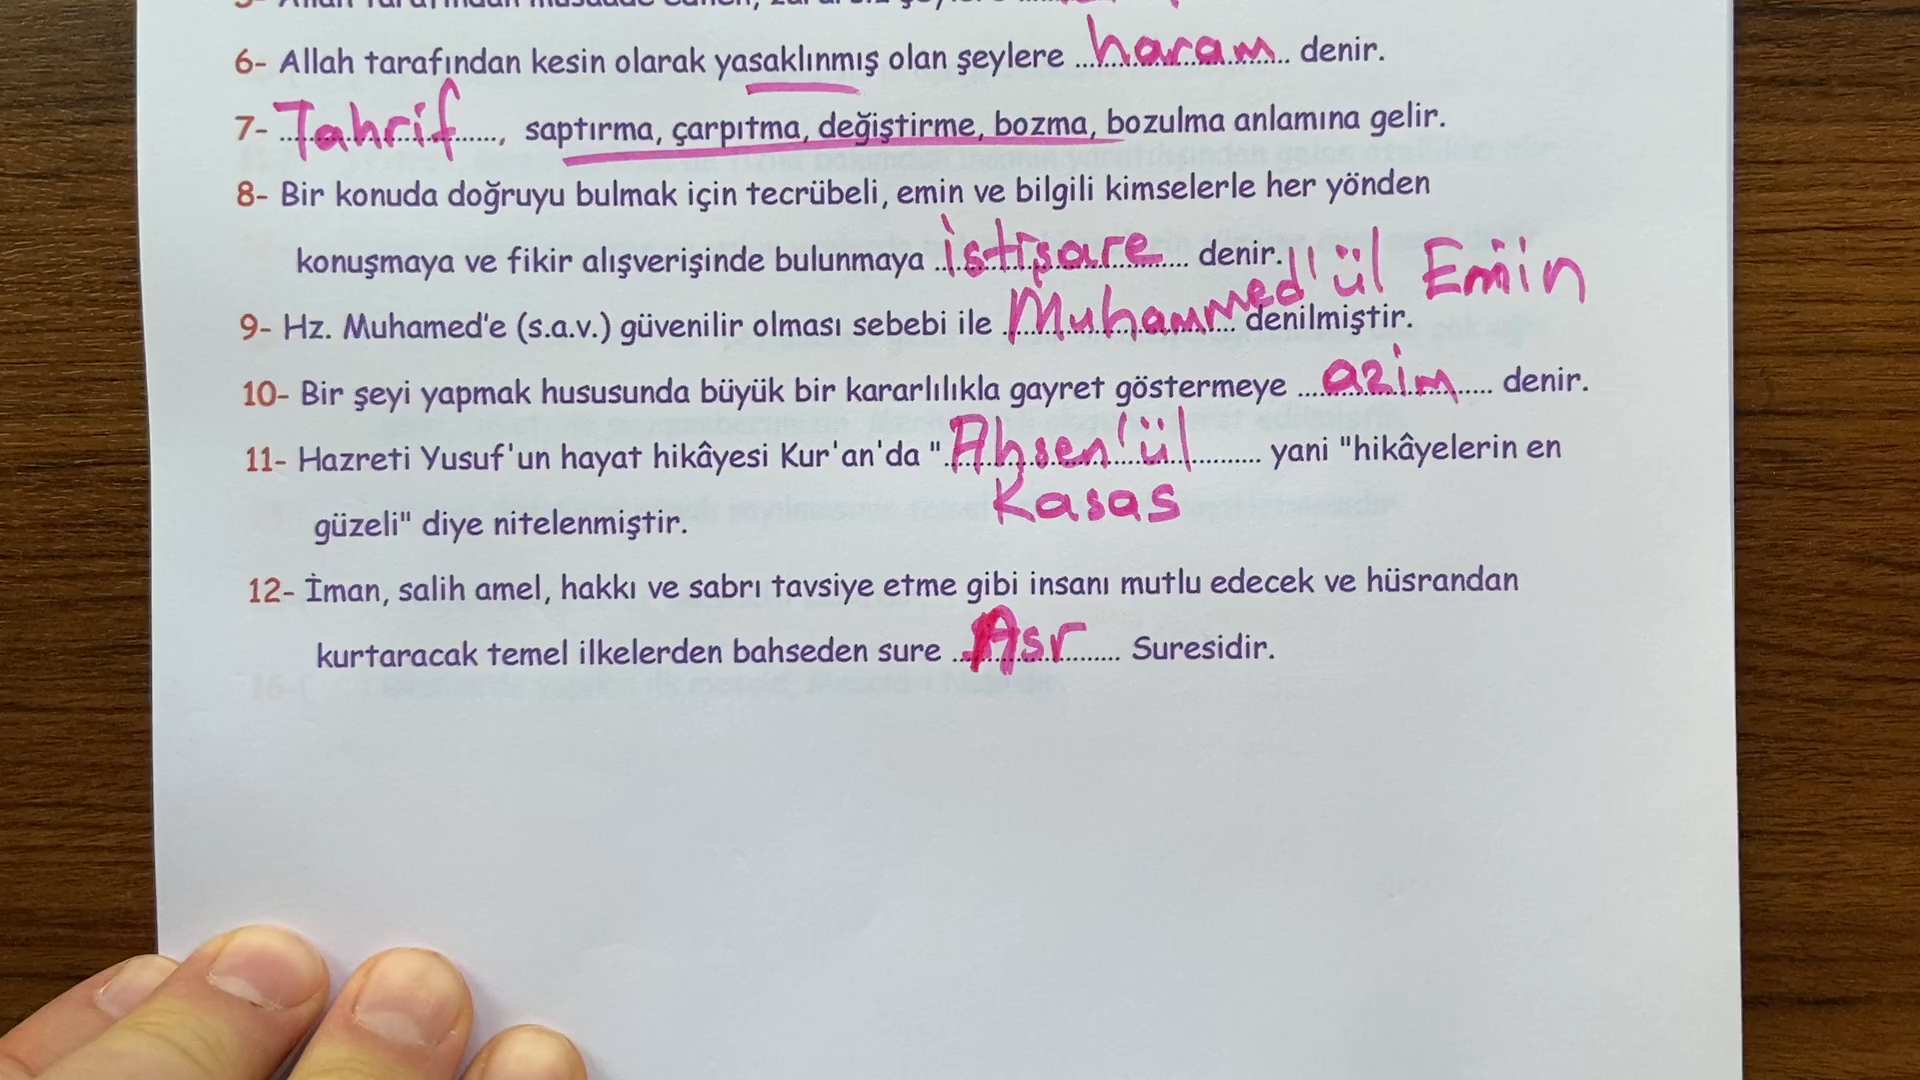 6- Allah tarafından kesin olarak yasaklınmış olan şeylere ...haram... denir.
7- ...Tahrif..., saptırma, çarpıtma, değiştirme, bozma, bozulma anlamına gelir.
8- Bir konuda doğruyu bulmak için tecrübeli, emin ve bilgili kimselerle her yönden
konuşmaya ve fikir alışverişinde bulunmaya ...istişare... denir.
9- Hz. Muhamed'e (s.a.v.) güvenilir olması sebebi ile ...Muhammed'ül Emin... denilmiştir.
10- Bir şeyi yapmak hususunda büyük bir kararlılıkla gayret göstermeye ...azim... denir.
11- Hazreti Yusuf'un hayat hikâyesi Kur'an'da "...Ahsen'ül... yani "hikâyelerin en
Kasas
güzeli" diye nitelenmiştir.
12- İman, salih amel, hakkı ve sabrı tavsiye etme gibi insanı mutlu edecek ve hüsrandan
kurtaracak temel ilkelerden bahseden sure ...Asr... Suresidir.